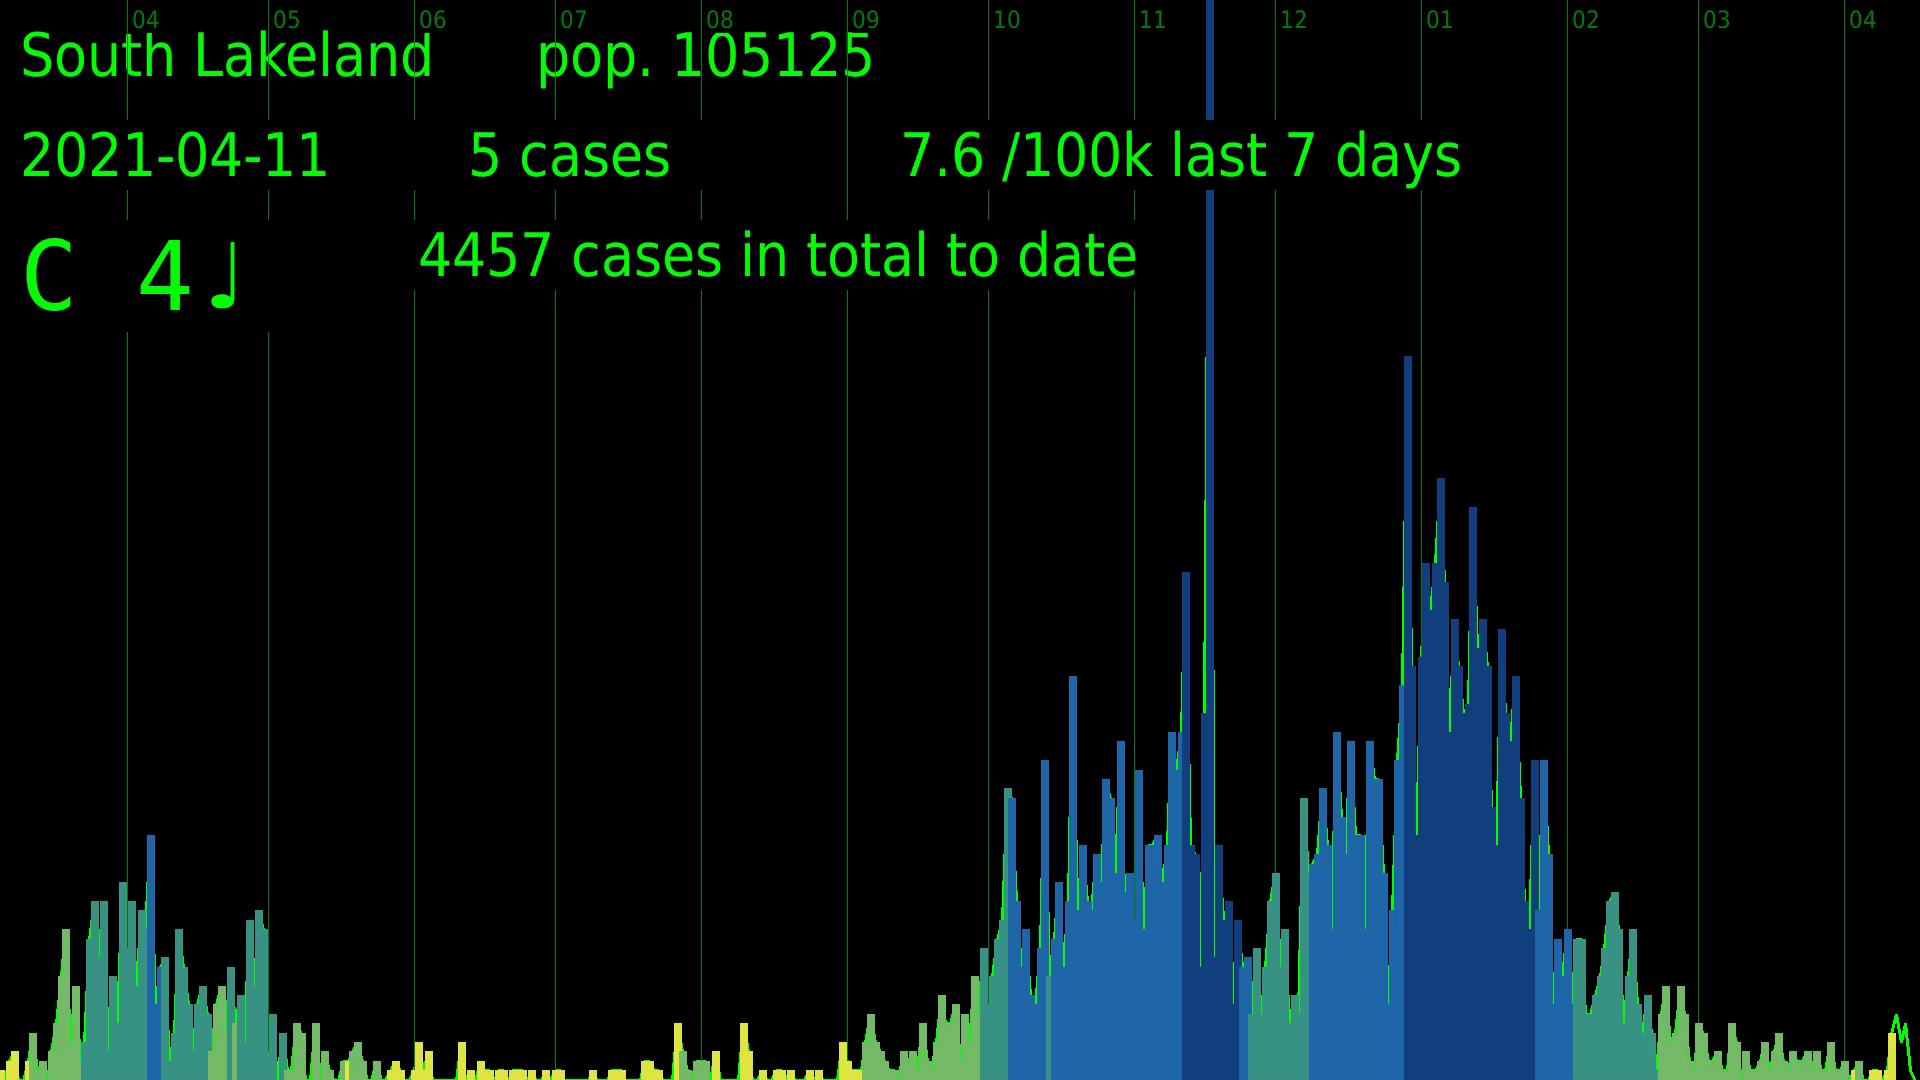 04 05 06 07 08 09 10 11 12 01 02 03 04
South Lakeland pop. 105125
2021-04-11 5 cases 7.6 /100k last 7 days
C 4♩ 4457 cases in total to date